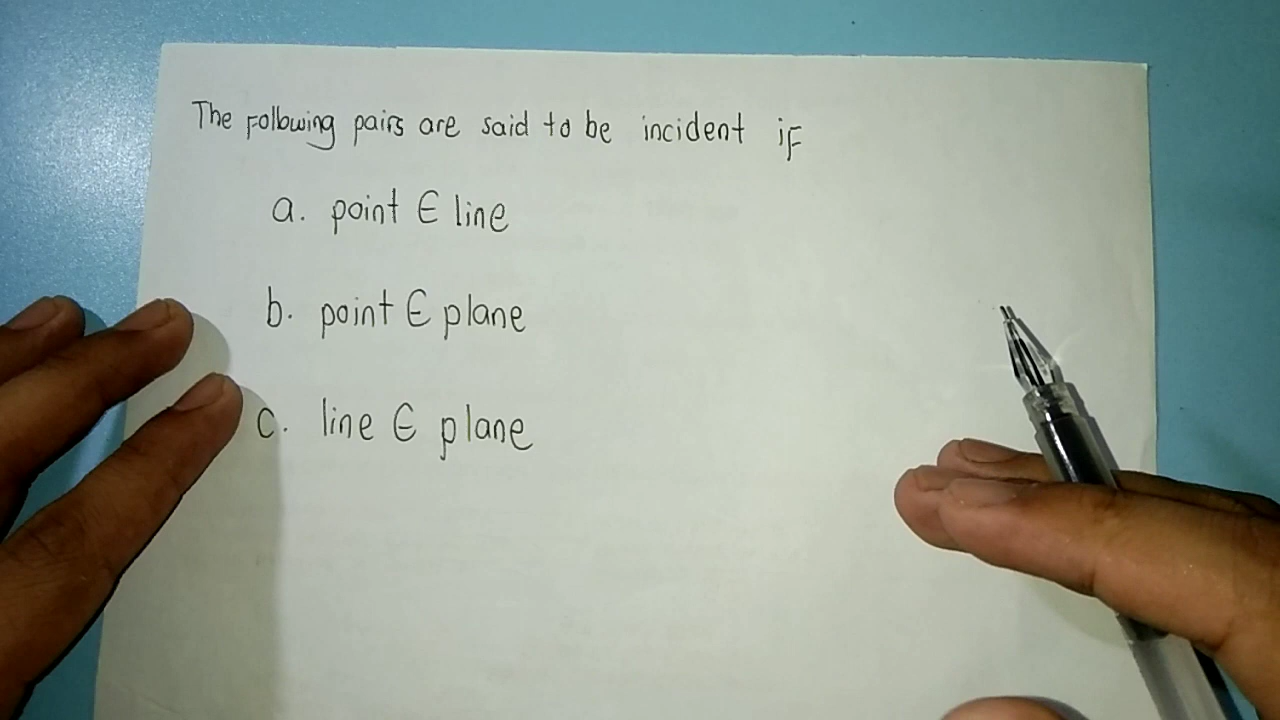 The following pairs are said to be incident if
a. point ∈ line
b. point ∈ plane
c. line ∈ plane